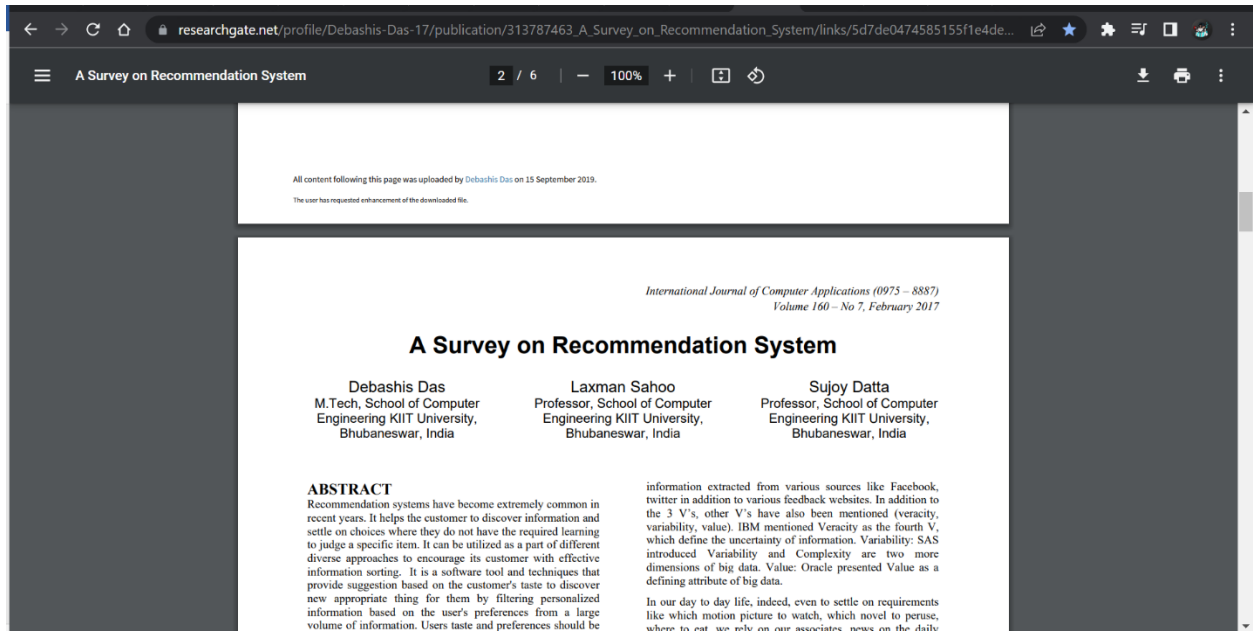 researchgate.net/profile/Debashis-Das-17/publication/313787463_A_Survey_on_Recommendation_System/links/5d7de0474585155f1e4de...
A Survey on Recommendation System
2 / 6
100%
All content following this page was uploaded by Debashis Das on 15 September 2019.
The user has requested enhancement of the downloaded file.
International Journal of Computer Applications (0975 – 8887)
Volume 160 – No 7, February 2017
A Survey on Recommendation System
Debashis Das
M.Tech, School of Computer
Engineering KIIT University,
Bhubaneswar, India
Laxman Sahoo
Professor, School of Computer
Engineering KIIT University,
Bhubaneswar, India
Sujoy Datta
Professor, School of Computer
Engineering KIIT University,
Bhubaneswar, India
ABSTRACT
Recommendation systems have become extremely common in
recent years. It helps the customer to discover information and
settle on choices where they do not have the required learning
to judge a specific item. It can be utilized as a part of different
diverse approaches to encourage its customer with effective
information sorting. It is a software tool and techniques that
provide suggestion based on the customer's taste to discover
new appropriate thing for them by filtering personalized
information based on the user's preferences from a large
volume of information. Users taste and preferences should be
information extracted from various sources like Facebook,
twitter in addition to various feedback websites. In addition to
the 3 V's, other V's have also been mentioned (veracity,
variability, value). IBM mentioned Veracity as the fourth V,
which define the uncertainty of information. Variability: SAS
introduced Variability and Complexity are two more
dimensions of big data. Value: Oracle presented Value as a
defining attribute of big data.
In our day to day life, indeed, even to settle on requirements
like which motion picture to watch, which novel to peruse,
where to eat, we rely on our associates, news on the daily